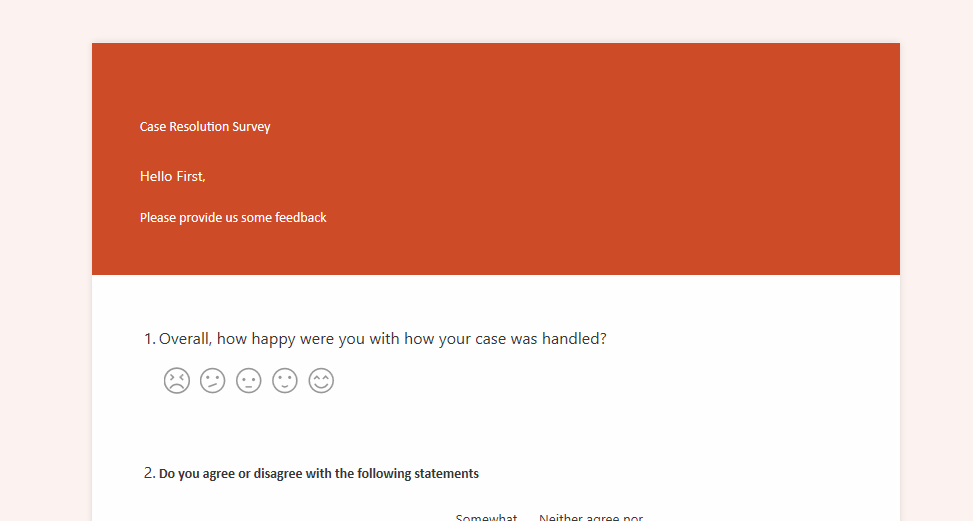 Case Resolution Survey
Hello First,
Please provide us some feedback
1. Overall, how happy were you with how your case was handled?
2. Do you agree or disagree with the following statements
Somewhat Neither agree nor